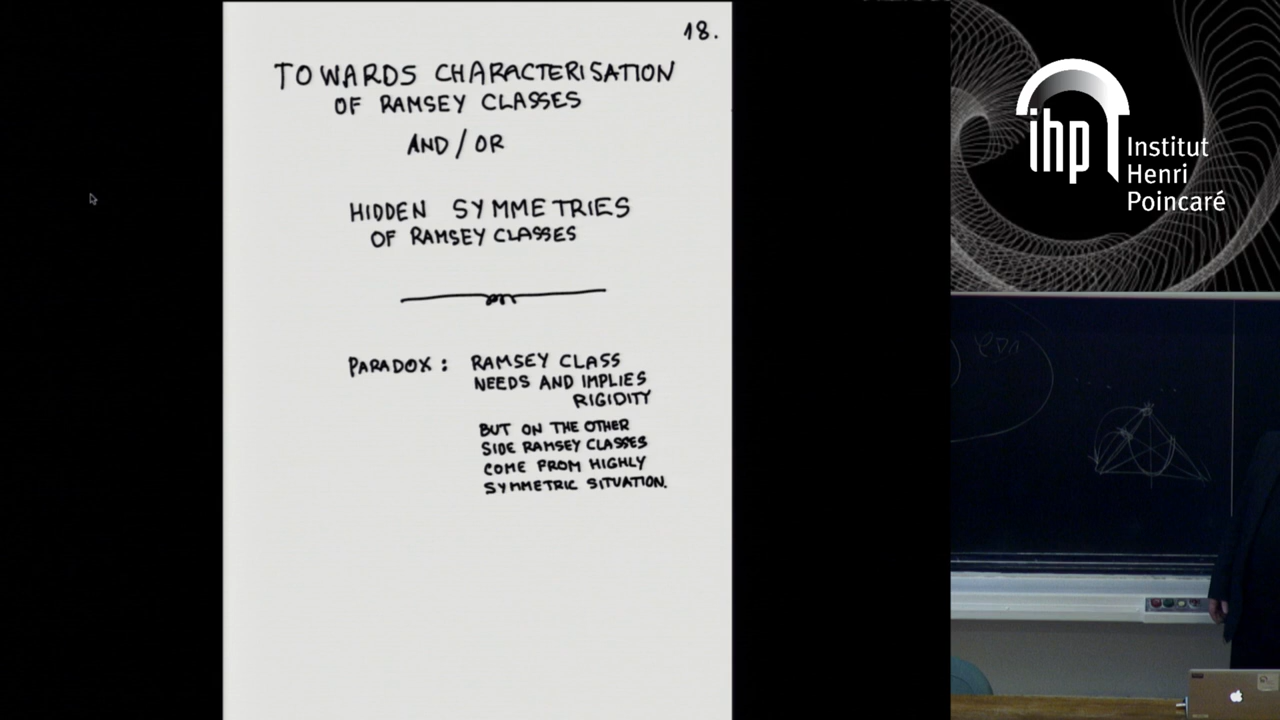 18.
TOWARDS CHARACTERISATION
OF RAMSEY CLASSES
AND/OR
HIDDEN SYMMETRIES
OF RAMSEY CLASSES
PARADOX: RAMSEY CLASS
NEEDS AND IMPLIES
RIGIDITY
BUT ON THE OTHER
SIDE RAMSEY CLASSES
COME FROM HIGHLY
SYMMETRIC SITUATION.
ihp Institut
Henri
Poincaré